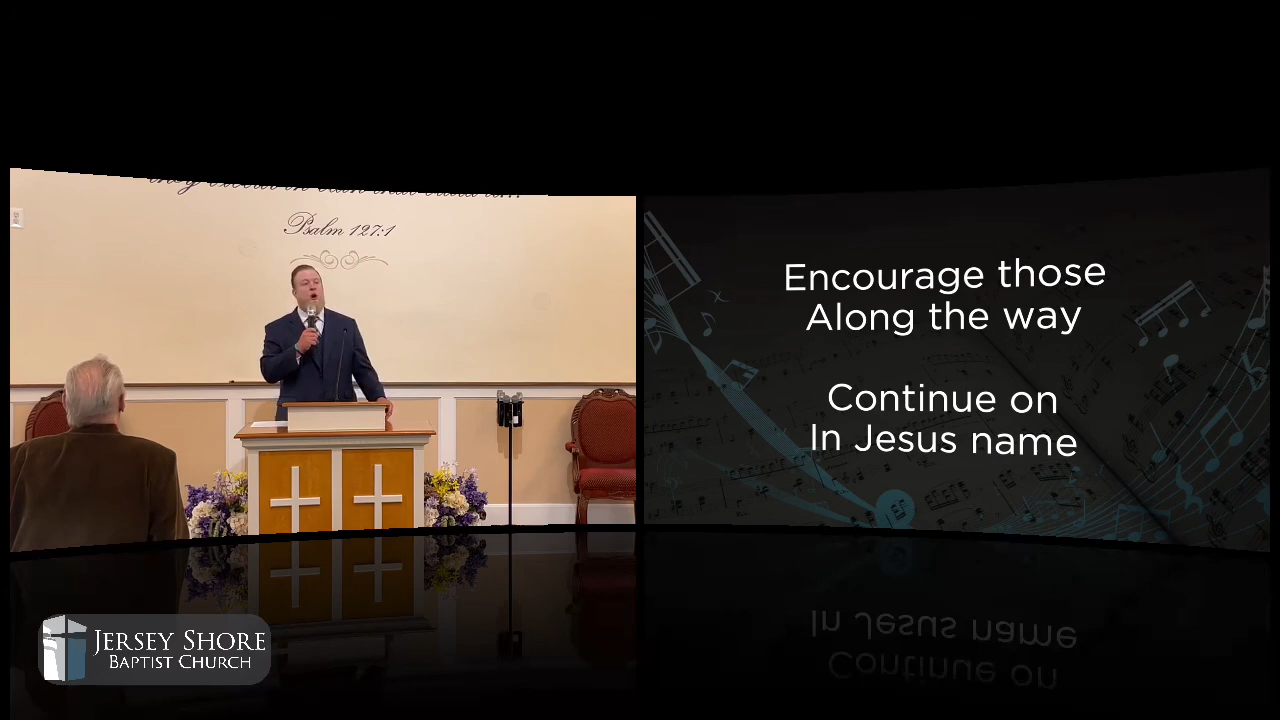 Psalm 127:1
Encourage those
Along the way
Continue on
In Jesus name
JERSEY SHORE
BAPTIST CHURCH